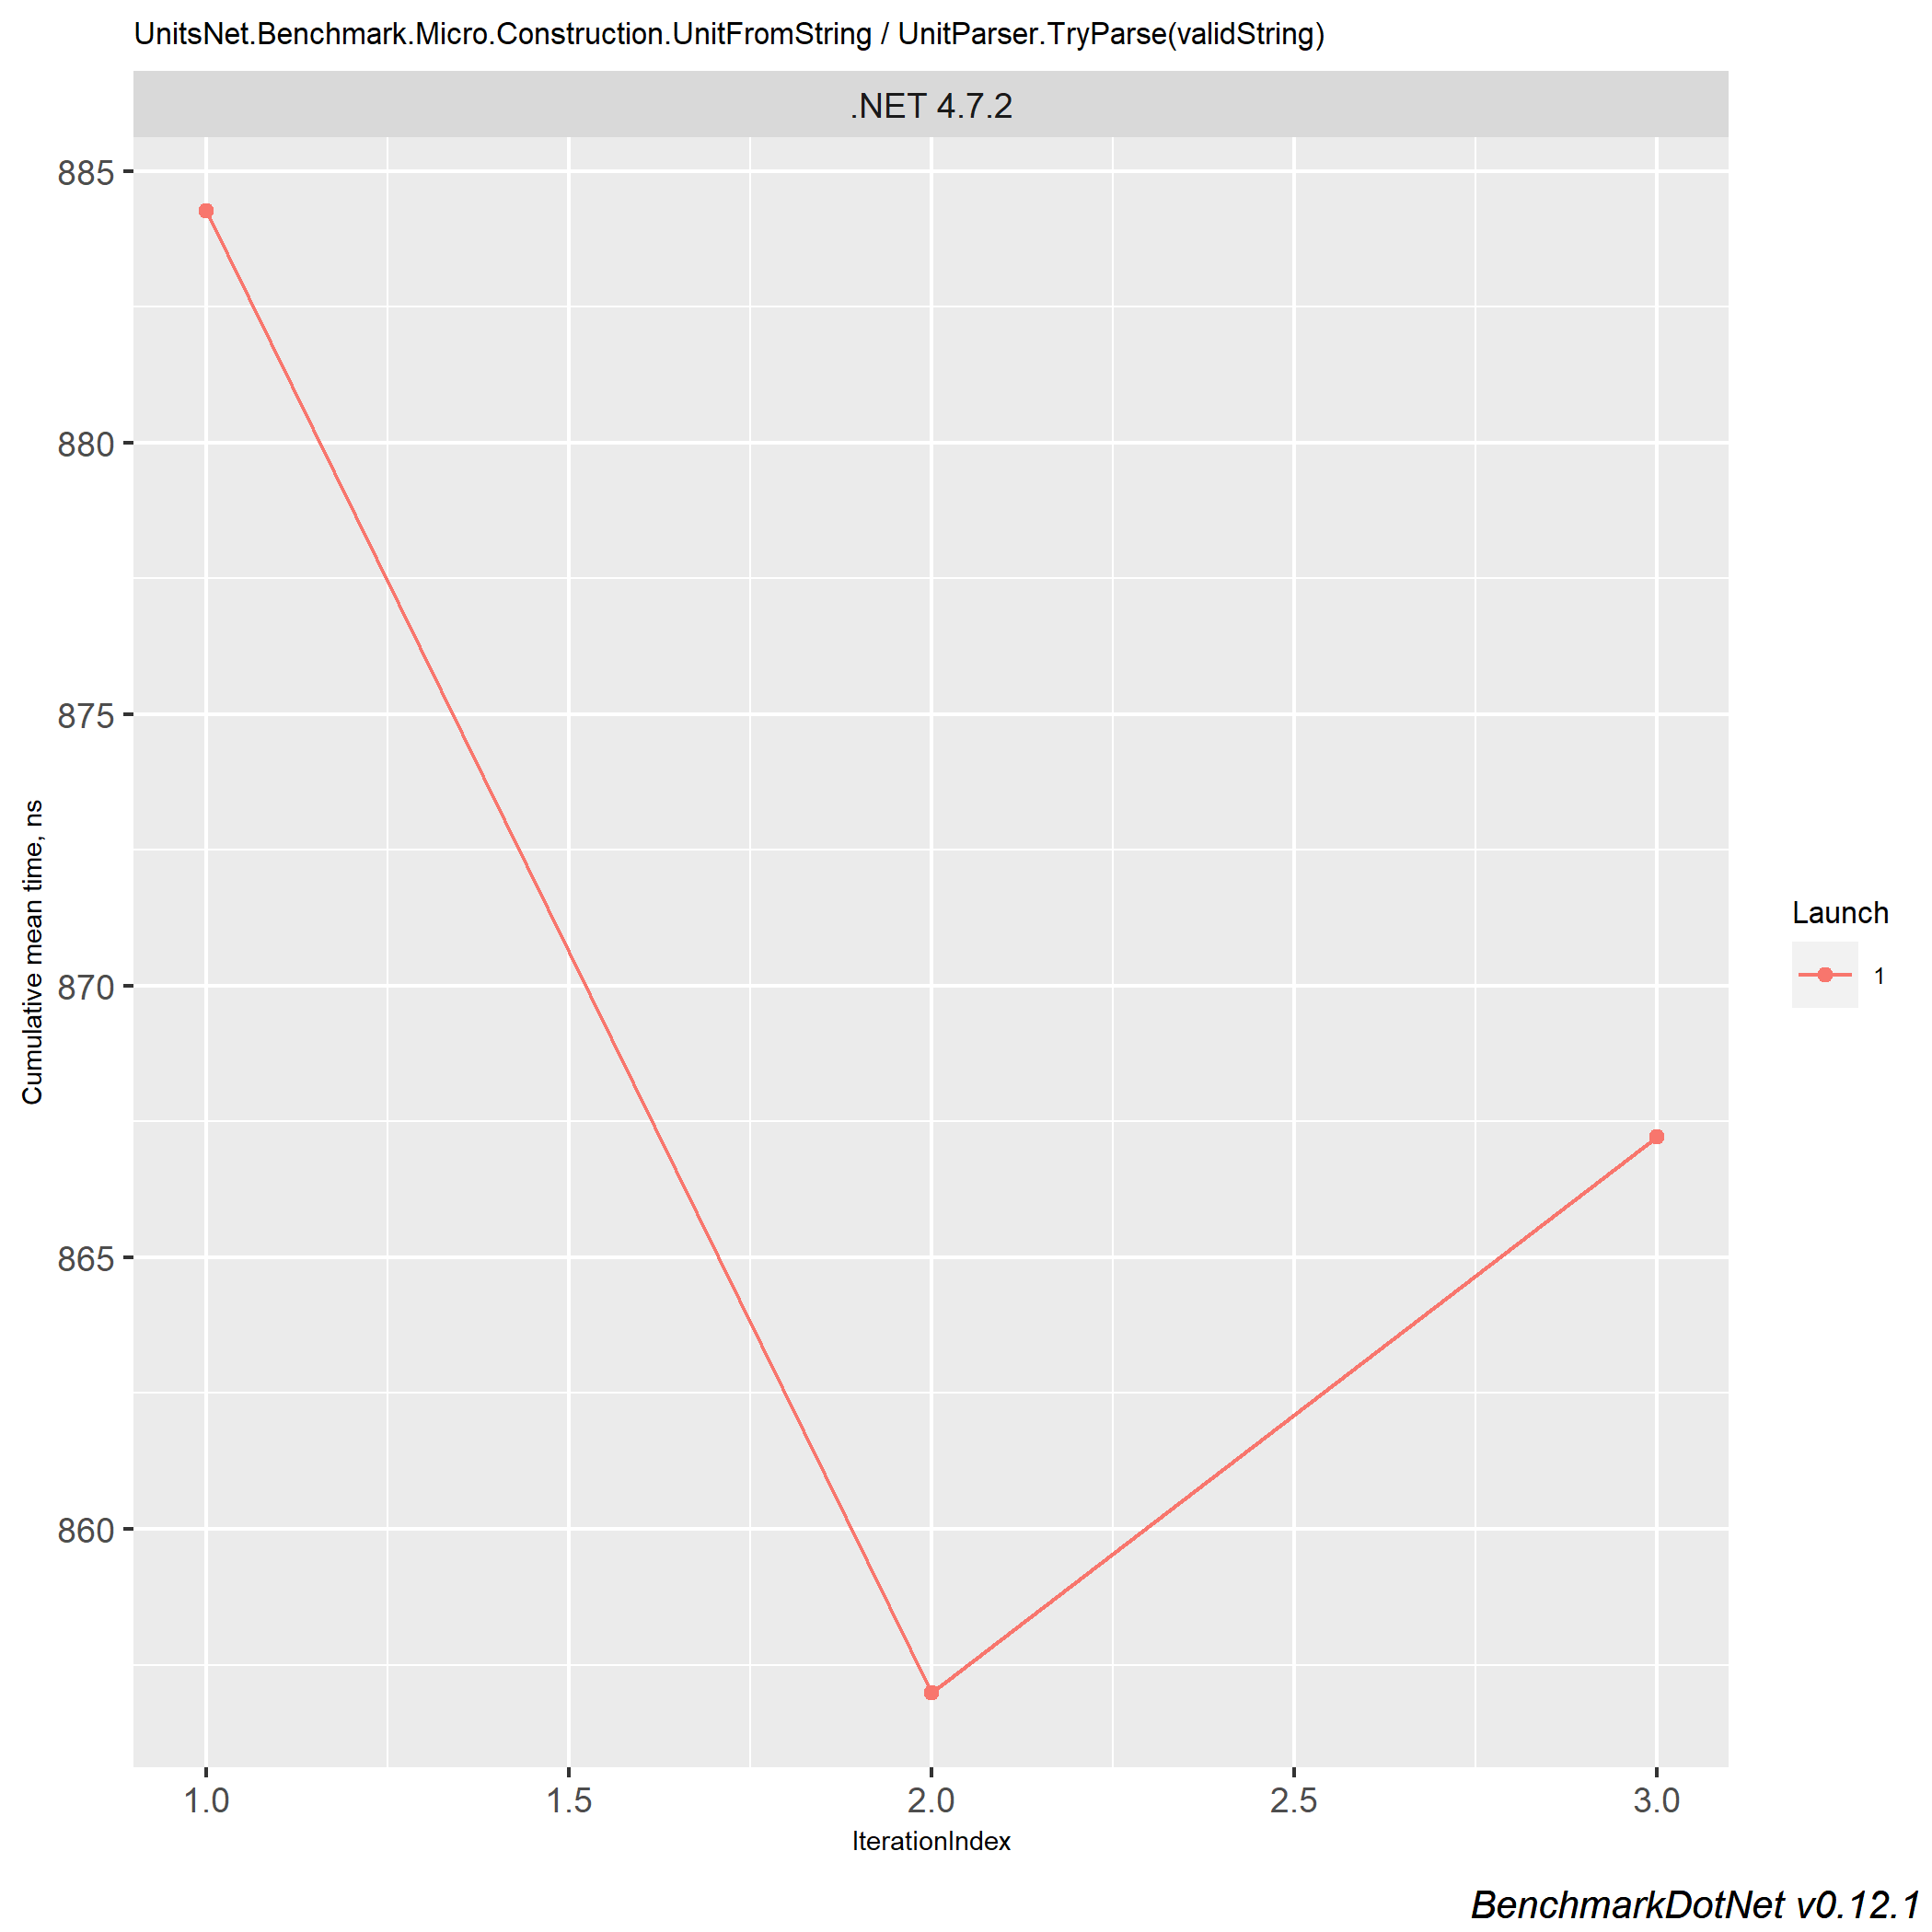 UnitsNet.Benchmark.Micro.Construction.UnitFromString / UnitParser.TryParse(validString)
.NET 4.7.2
885
880
875
870
865
860
Cumulative mean time, ns
1.0 1.5 2.0 2.5 3.0
IterationIndex
Launch
1
BenchmarkDotNet v0.12.1